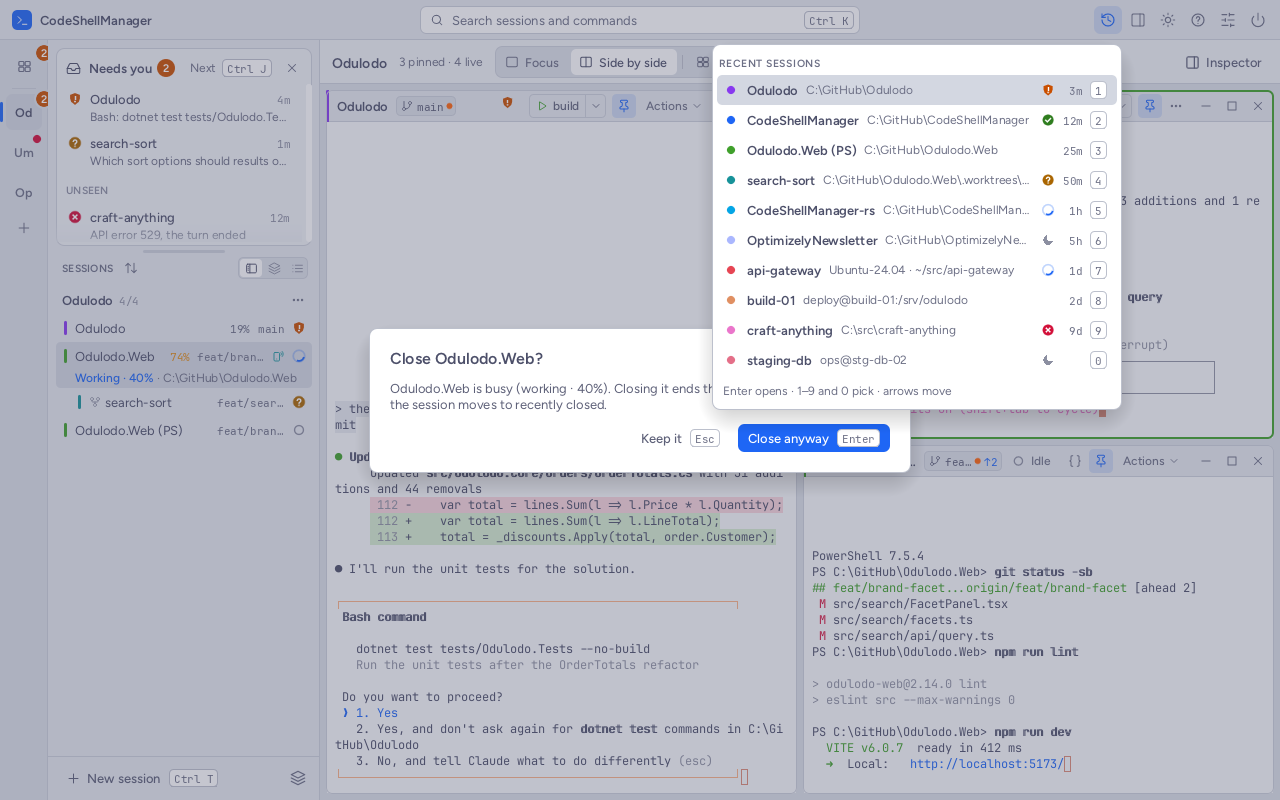 CodeShellManager
Search sessions and commands
Ctrl K
2
Od
Um
Op
Needs you 2 Next Ctrl J
Odulodo 4m
Bash: dotnet test tests/Odulodo.Te…
search-sort 1m
Which sort options should results o…
UNSEEN
craft-anything 12m
API error 529, the turn ended
SESSIONS
Odulodo 4/4
Odulodo 19% main
Odulodo.Web 74% feat/bran…
Working · 40% · C:\GitHub\Odulodo.Web
search-sort feat/sear…
Odulodo.Web (PS) feat/bran…
New session Ctrl T
Odulodo 3 pinned · 4 live Focus Side by side
Inspector
Odulodo main build Actions
RECENT SESSIONS
Odulodo C:\GitHub\Odulodo 3m 1
CodeShellManager C:\GitHub\CodeShellManager 12m 2
Odulodo.Web (PS) C:\GitHub\Odulodo.Web 25m 3
search-sort C:\GitHub\Odulodo.Web\.worktrees\… 50m 4
CodeShellManager-rs C:\GitHub\CodeShellMan… 1h 5
OptimizelyNewsletter C:\GitHub\OptimizelyNe… 5h 6
api-gateway Ubuntu-24.04 · ~/src/api-gateway 1d 7
build-01 deploy@build-01:/srv/odulodo 2d 8
craft-anything C:\src\craft-anything 9d 9
staging-db ops@stg-db-02 0
Enter opens · 1–9 and 0 pick · arrows move
3 additions and 1 re
query
errupt)
Close Odulodo.Web?
Odulodo.Web is busy (working · 40%). Closing it ends th
the session moves to recently closed.
Keep it Esc Close anyway Enter
> the
mit
● Upd
tions and 44 removals
112 - var total = lines.Sum(l => l.Price * l.Quantity);
112 + var total = lines.Sum(l => l.LineTotal);
113 + total = _discounts.Apply(total, order.Customer);
● I'll run the unit tests for the solution.
Bash command
dotnet test tests/Odulodo.Tests --no-build
Run the unit tests after the OrderTotals refactor
Do you want to proceed?
❯ 1. Yes
2. Yes, and don't ask again for dotnet test commands in C:\Gi
tHub\Odulodo
3. No, and tell Claude what to do differently (esc)
fea… ↑2 Idle {} Actions
PowerShell 7.5.4
PS C:\GitHub\Odulodo.Web> git status -sb
## feat/brand-facet...origin/feat/brand-facet [ahead 2]
M src/search/FacetPanel.tsx
M src/search/facets.ts
M src/search/api/query.ts
PS C:\GitHub\Odulodo.Web> npm run lint
> odulodo-web@2.14.0 lint
> eslint src --max-warnings 0
PS C:\GitHub\Odulodo.Web> npm run dev
VITE v6.0.7 ready in 412 ms
➜ Local: http://localhost:5173/